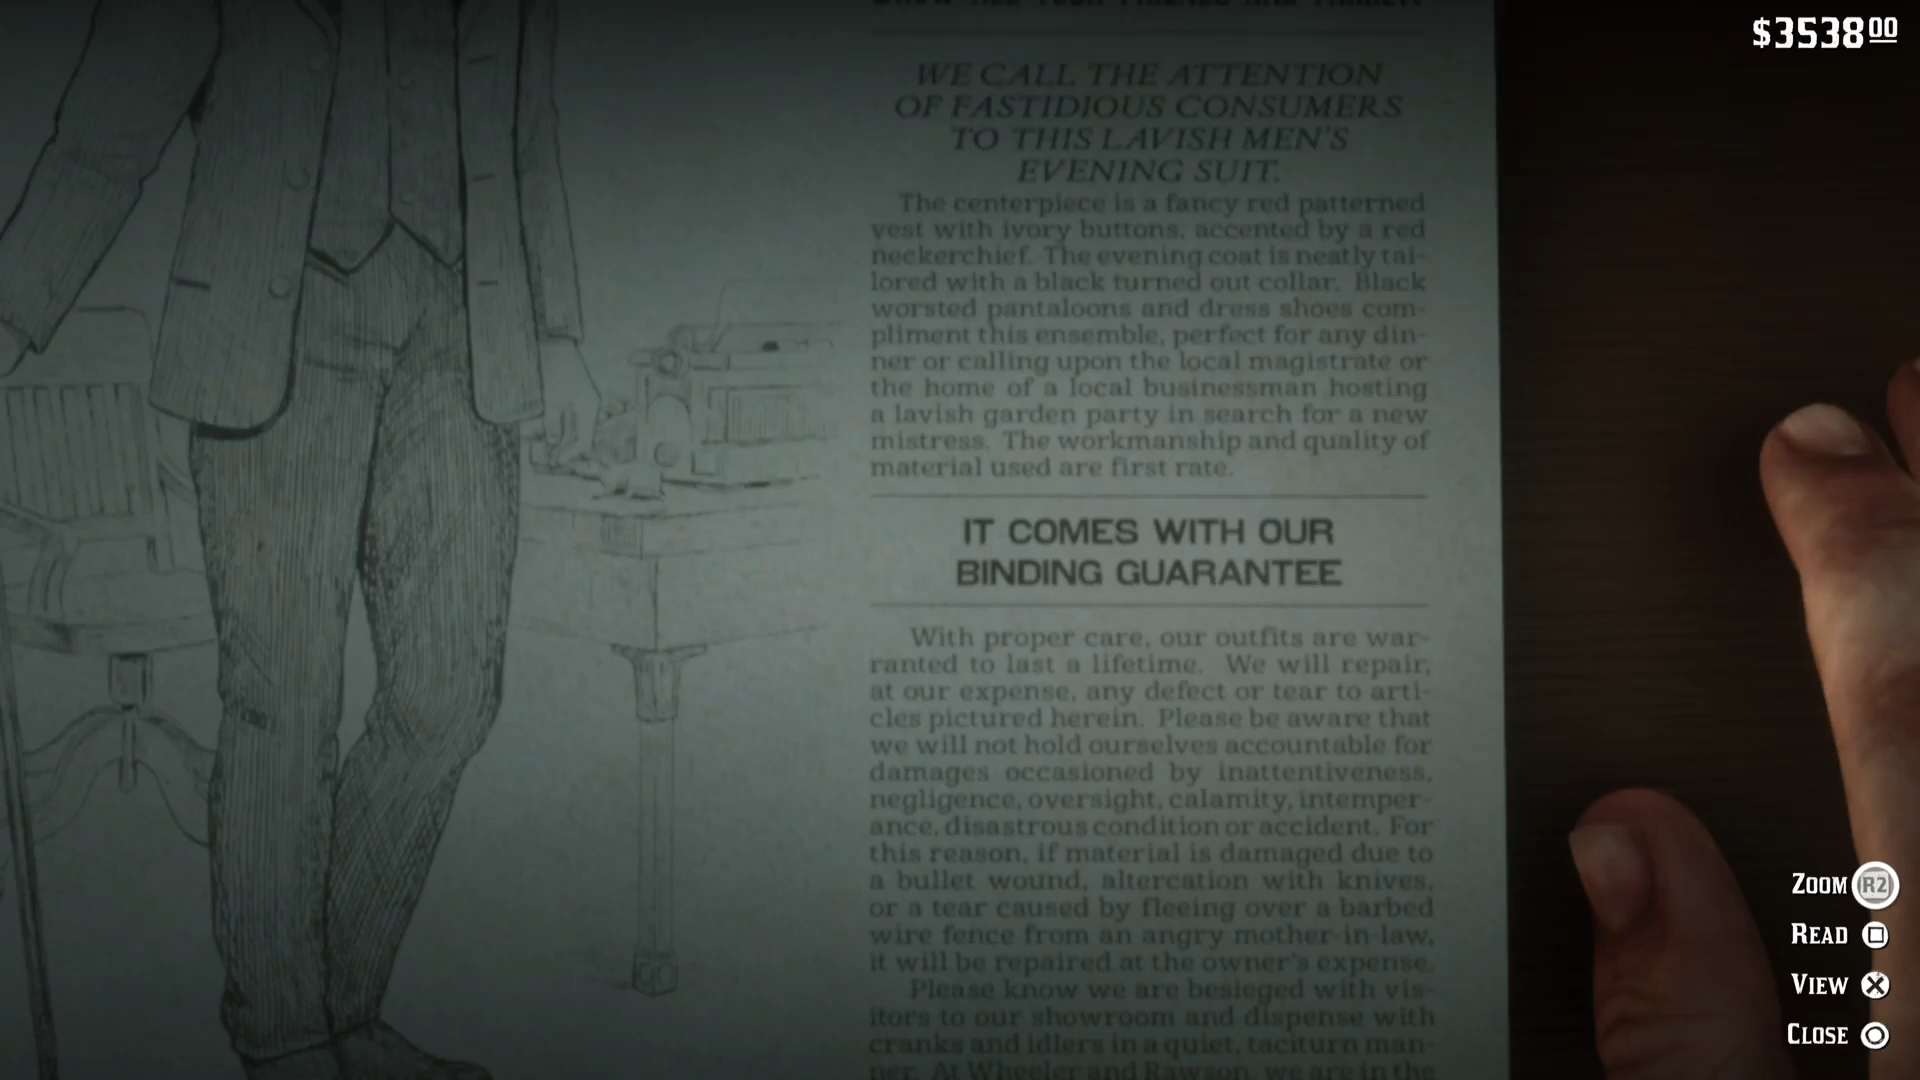 $353800
WE CALL THE ATTENTION
OF FASTIDIOUS CONSUMERS
TO THIS LAVISH MEN'S
EVENING SUIT.
The centerpiece is a fancy red patterned
vest with ivory buttons, accented by a red
neckerchief. The evening coat is neatly tai-
lored with a black turned out collar. Black
worsted pantaloons and dress shoes com-
pliment this ensemble, perfect for any din-
ner or calling upon the local magistrate or
the home of a local businessman hosting
a lavish garden party in search for a new
mistress. The workmanship and quality of
material used are first rate.
IT COMES WITH OUR
BINDING GUARANTEE
With proper care, our outfits are war-
ranted to last a lifetime. We will repair,
at our expense, any defect or tear to arti-
cles pictured herein. Please be aware that
we will not hold ourselves accountable for
damages occasioned by inattentiveness,
negligence, oversight, calamity, intemper-
ance, disastrous condition or accident. For
this reason, if material is damaged due to
a bullet wound, altercation with knives,
or a tear caused by fleeing over a barbed
wire fence from an angry mother-in-law,
it will be repaired at the owner's expense.
Please know we are besieged with vis-
itors to our showroom and dispense with
cranks and idlers in a quiet, taciturn man-
ner. At Wheeler and Rawson, we are in the
ZOOM R2
READ
VIEW
CLOSE